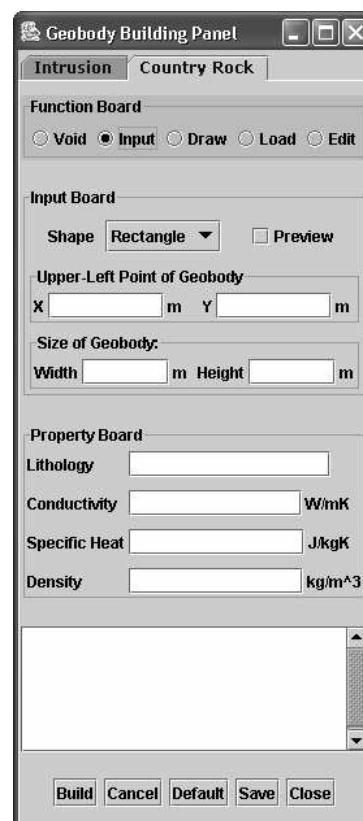 Geobody Building Panel
Intrusion Country Rock
Function Board
Void Input Draw Load Edit
Input Board
Shape Rectangle Preview
Upper-Left Point of Geobody
X m Y m
Size of Geobody:
Width m Height m
Property Board
Lithology
Conductivity W/mK
Specific Heat J/kgK
Density kg/m^3
Build Cancel Default Save Close